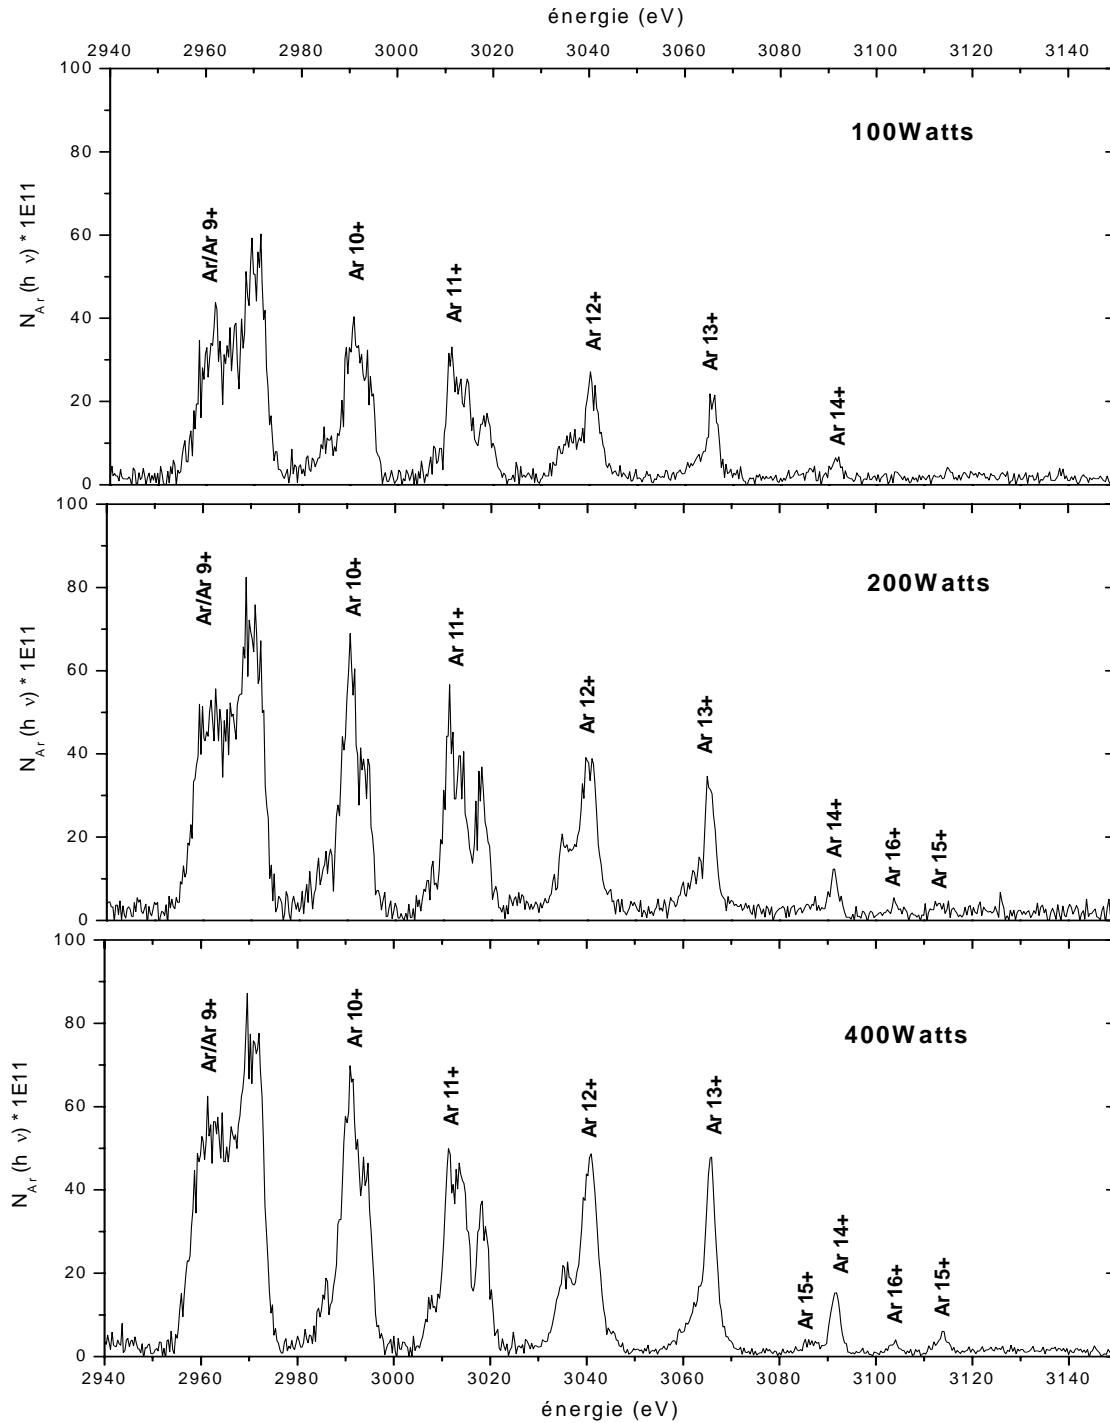 énergie (eV)
2940 2960 2980 3000 3020 3040 3060 3080 3100 3120 3140
100
80
60
40
20
0
N Ar (h ν) * 1E11
100Watts
Ar/Ar 9+
Ar 10+
Ar 11+
Ar 12+
Ar 13+
Ar 14+
100
80
60
40
20
0
N Ar (h ν) * 1E11
200Watts
Ar/Ar 9+
Ar 10+
Ar 11+
Ar 12+
Ar 13+
Ar 14+
Ar 16+
Ar 15+
100
80
60
40
20
0
N Ar (h ν) * 1E11
400Watts
Ar/Ar 9+
Ar 10+
Ar 11+
Ar 12+
Ar 13+
Ar 15+
Ar 14+
Ar 16+
Ar 15+
2940 2960 2980 3000 3020 3040 3060 3080 3100 3120 3140
énergie (eV)